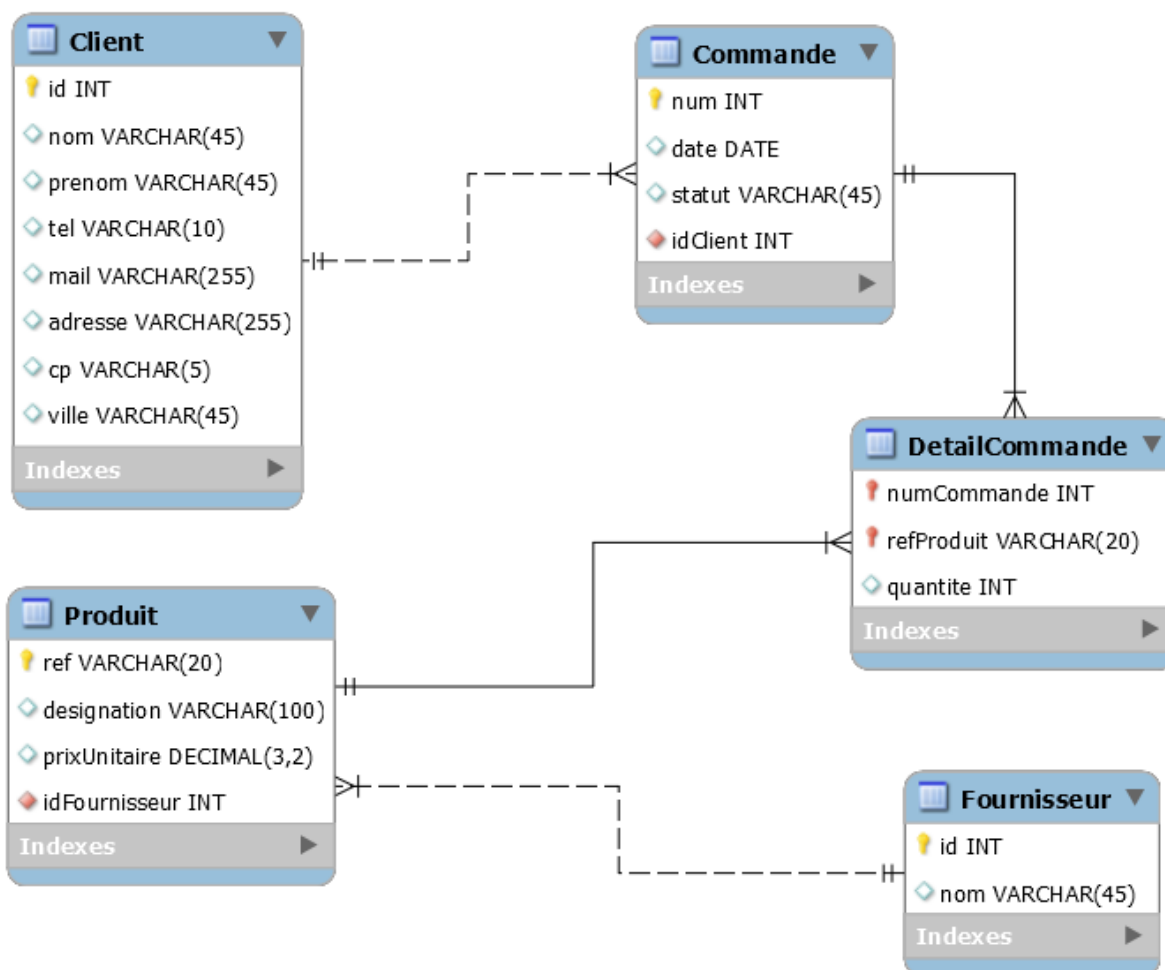 Client
id INT
nom VARCHAR(45)
prenom VARCHAR(45)
tel VARCHAR(10)
mail VARCHAR(255)
adresse VARCHAR(255)
cp VARCHAR(5)
ville VARCHAR(45)
Indexes
Commande
num INT
date DATE
statut VARCHAR(45)
idClient INT
Indexes
DetailCommande
numCommande INT
refProduit VARCHAR(20)
quantite INT
Indexes
Produit
ref VARCHAR(20)
designation VARCHAR(100)
prixUnitaire DECIMAL(3,2)
idFournisseur INT
Indexes
Fournisseur
id INT
nom VARCHAR(45)
Indexes